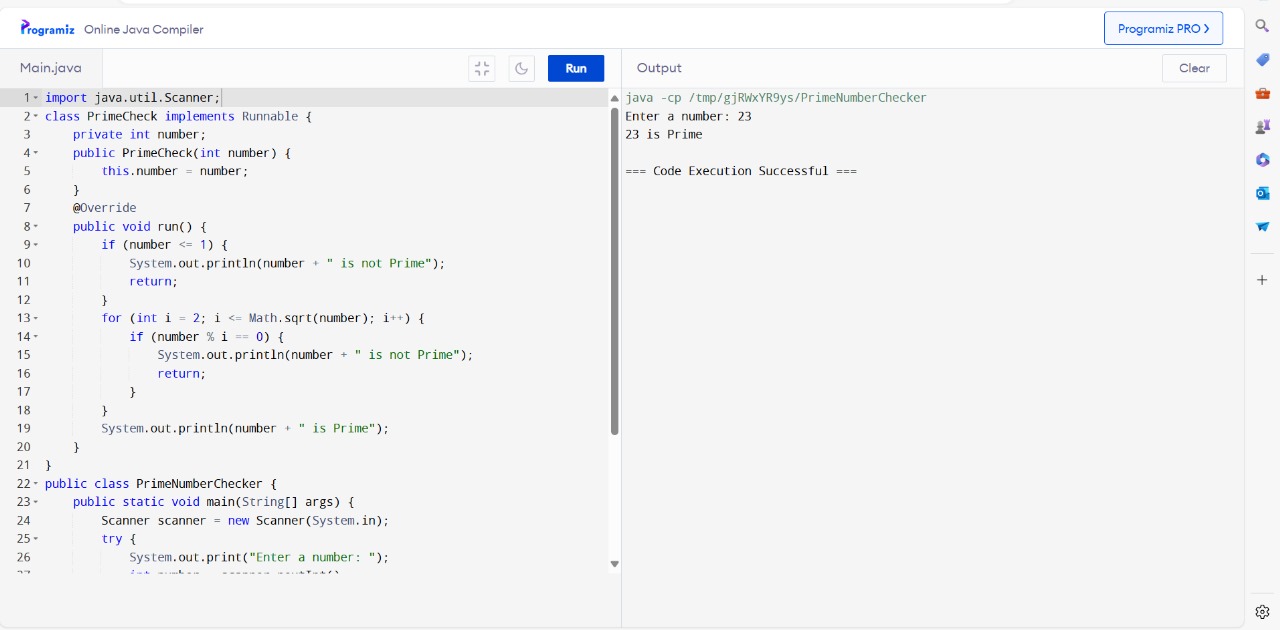 Programiz Online Java Compiler
Programiz PRO
Main.java
Run
Output
Clear
1 import java.util.Scanner;
2 class PrimeCheck implements Runnable {
3 private int number;
4 public PrimeCheck(int number) {
5 this.number = number;
6 }
7 @Override
8 public void run() {
9 if (number <= 1) {
10 System.out.println(number + " is not Prime");
11 return;
12 }
13 for (int i = 2; i <= Math.sqrt(number); i++) {
14 if (number % i == 0) {
15 System.out.println(number + " is not Prime");
16 return;
17 }
18 }
19 System.out.println(number + " is Prime");
20 }
21 }
22 public class PrimeNumberChecker {
23 public static void main(String[] args) {
24 Scanner scanner = new Scanner(System.in);
25 try {
26 System.out.print("Enter a number: ");
java -cp /tmp/gjRWxYR9ys/PrimeNumberChecker
Enter a number: 23
23 is Prime
=== Code Execution Successful ===